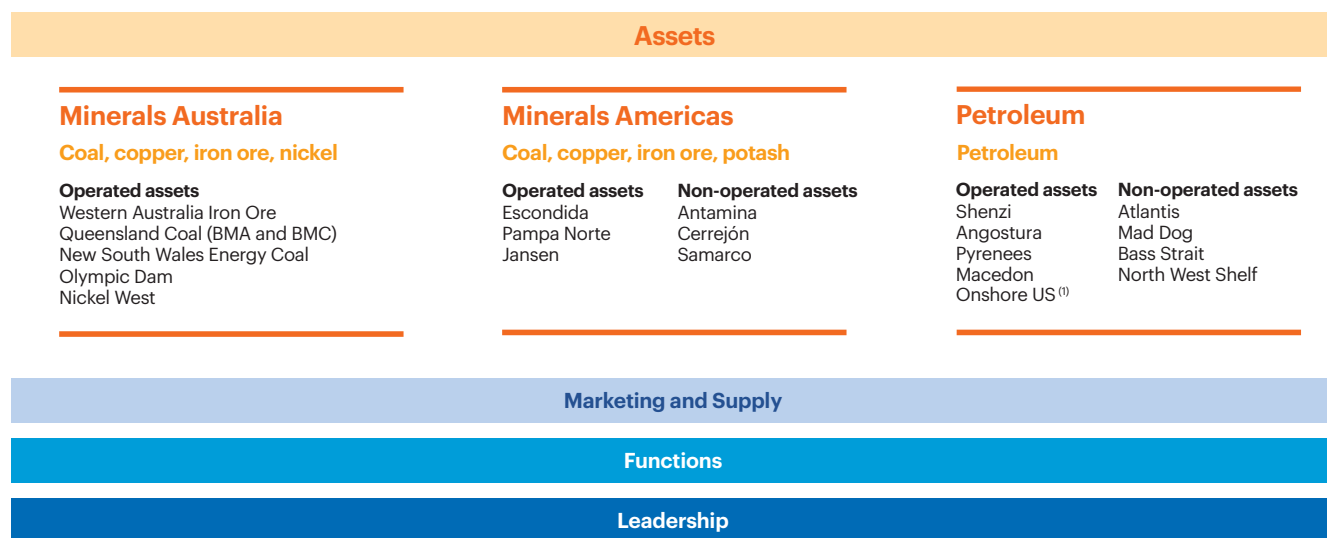 Assets
Minerals Australia
Coal, copper, iron ore, nickel
Operated assets
Western Australia Iron Ore
Queensland Coal (BMA and BMC)
New South Wales Energy Coal
Olympic Dam
Nickel West
Minerals Americas
Coal, copper, iron ore, potash
Operated assets
Escondida
Pampa Norte
Jansen
Non-operated assets
Antamina
Cerrejón
Samarco
Petroleum
Petroleum
Operated assets
Shenzi
Angostura
Pyrenees
Macedon
Onshore US (1)
Non-operated assets
Atlantis
Mad Dog
Bass Strait
North West Shelf
Marketing and Supply
Functions
Leadership